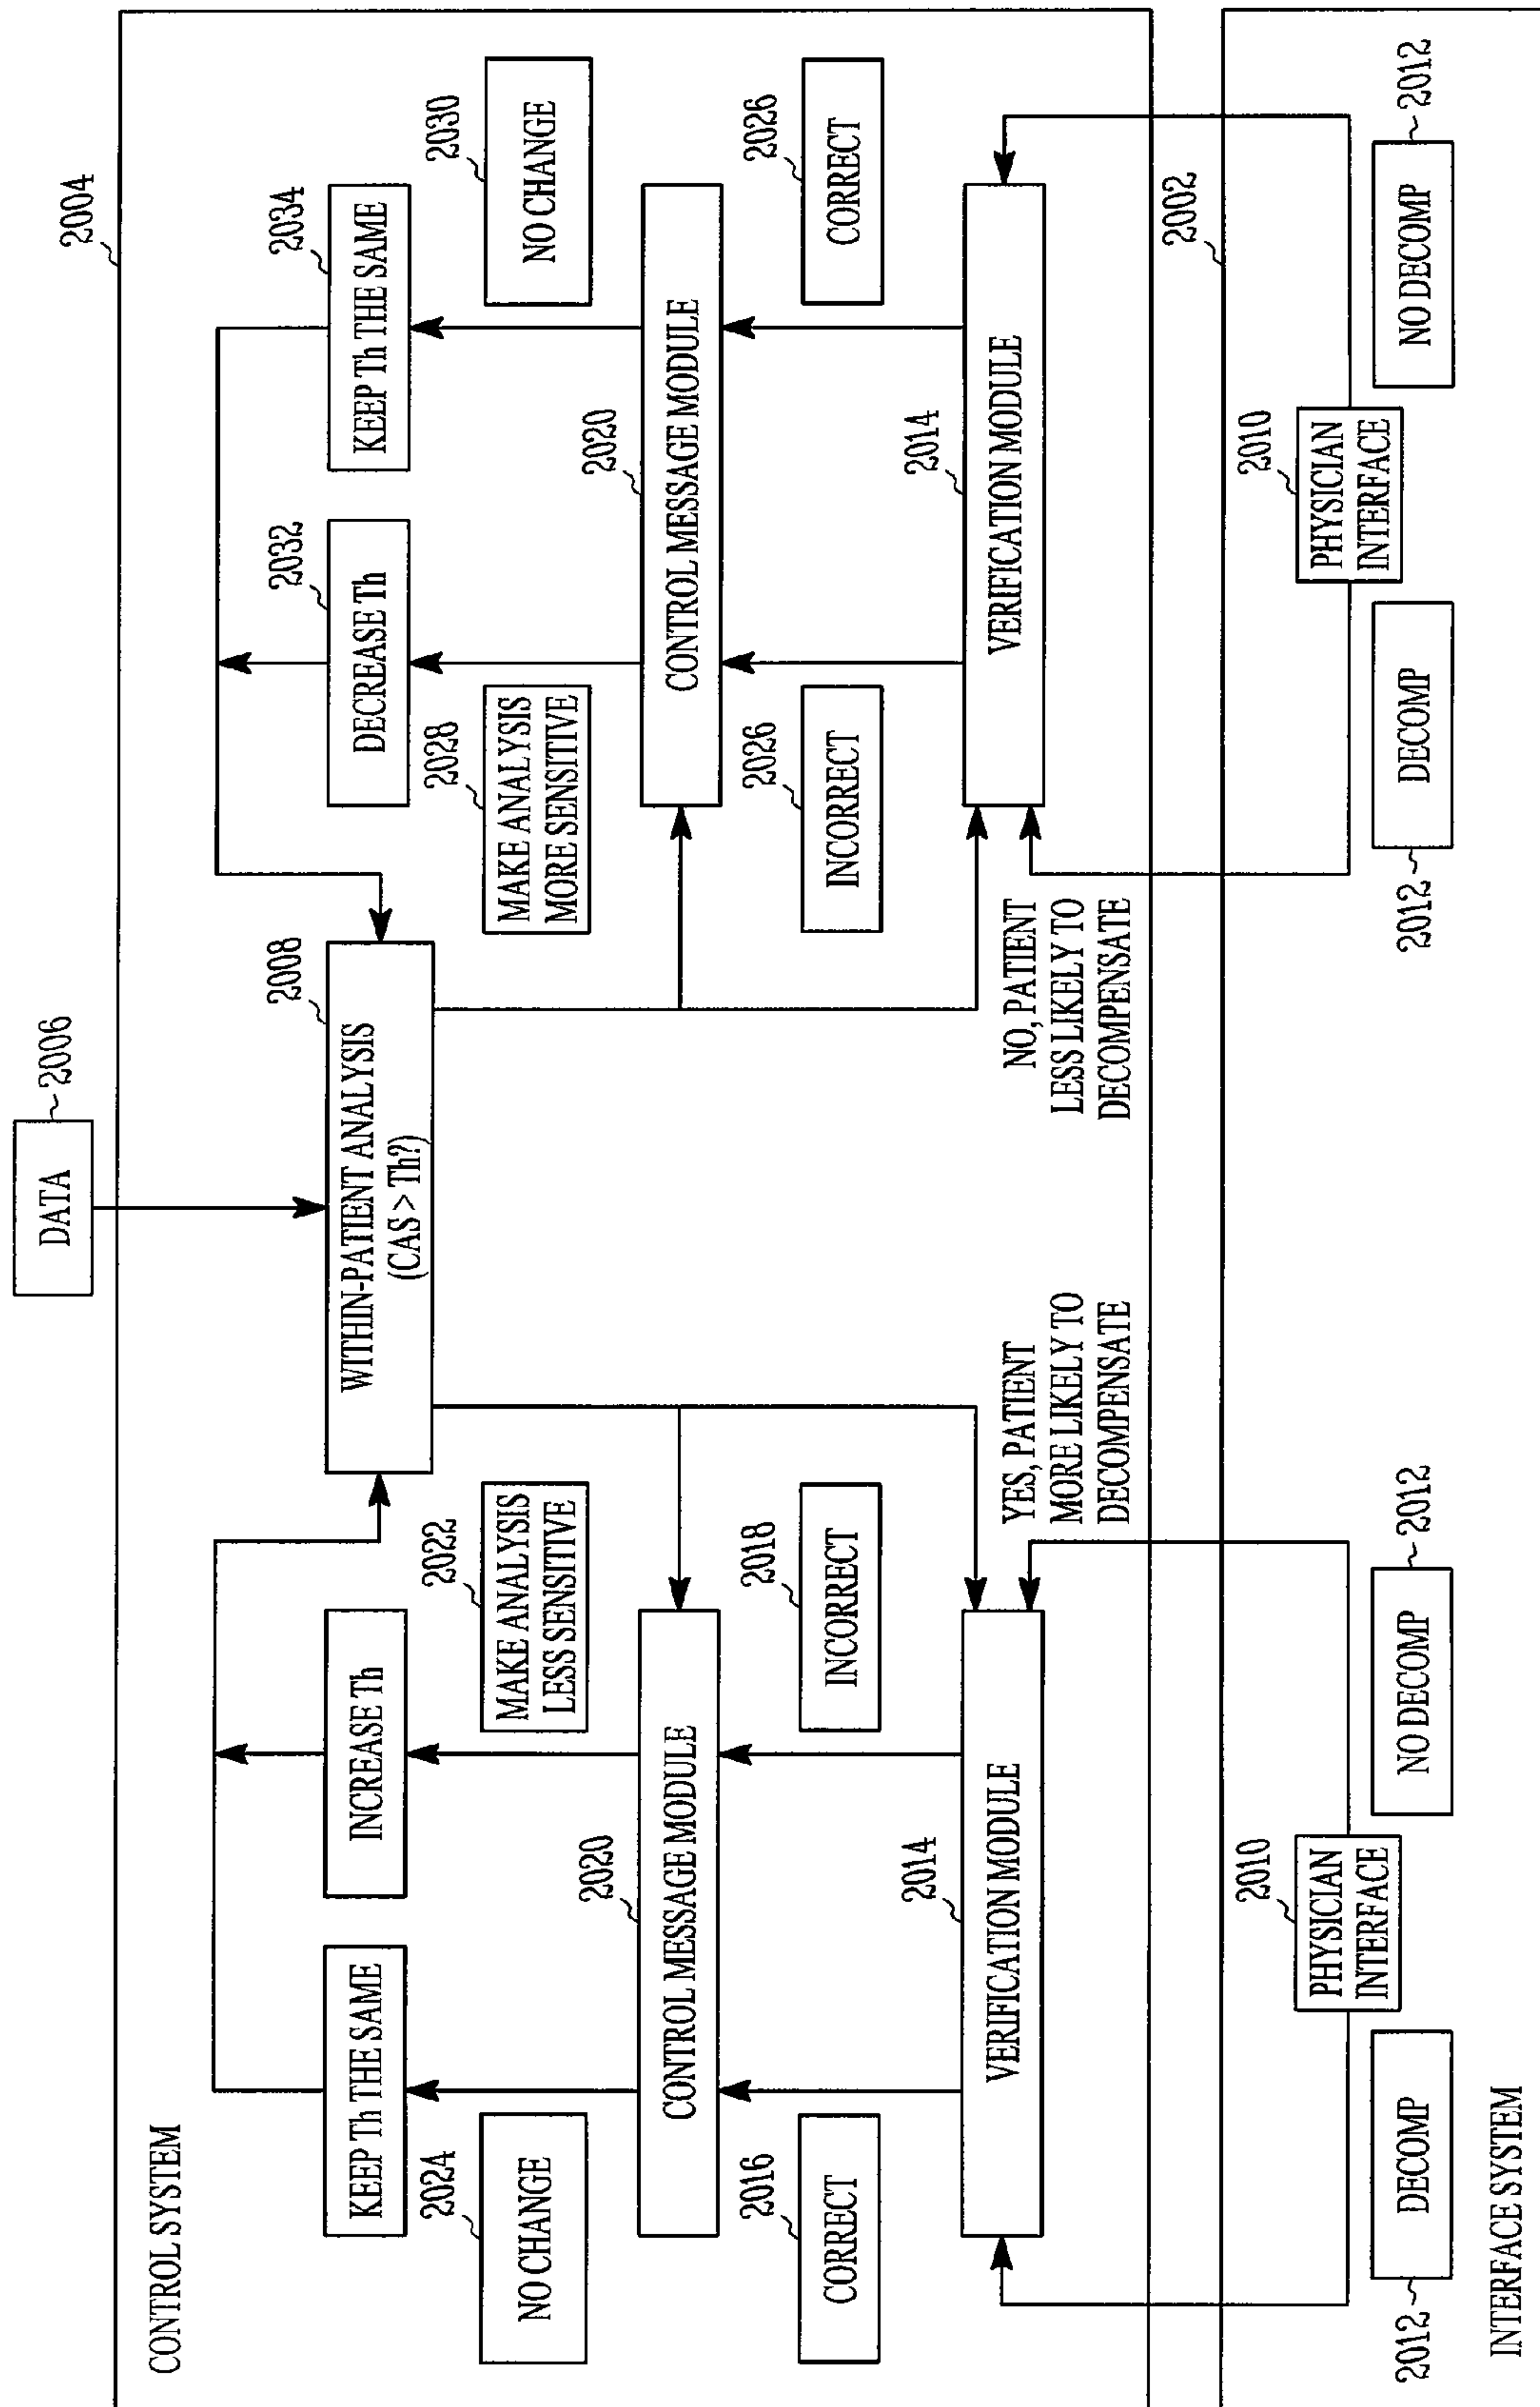 2006
DATA
CONTROL SYSTEM
2004
2008
WITHIN-PATIENT ANALYSIS
(CAS > Th?)
KEEP Th THE SAME
INCREASE Th
2032
DECREASE Th
2034
KEEP Th THE SAME
2024
NO CHANGE
2022
MAKE ANALYSIS
LESS SENSITIVE
2028
MAKE ANALYSIS
MORE SENSITIVE
2030
NO CHANGE
2020
CONTROL MESSAGE MODULE
2020
CONTROL MESSAGE MODULE
2016
CORRECT
2018
INCORRECT
2026
INCORRECT
2026
CORRECT
2014
VERIFICATION MODULE
2014
VERIFICATION MODULE
YES, PATIENT
MORE LIKELY TO
DECOMPENSATE
NO, PATIENT
LESS LIKELY TO
DECOMPENSATE
2002
2010
PHYSICIAN
INTERFACE
2010
PHYSICIAN
INTERFACE
2012
DECOMP
NO DECOMP
2012
2012
DECOMP
NO DECOMP
2012
INTERFACE SYSTEM